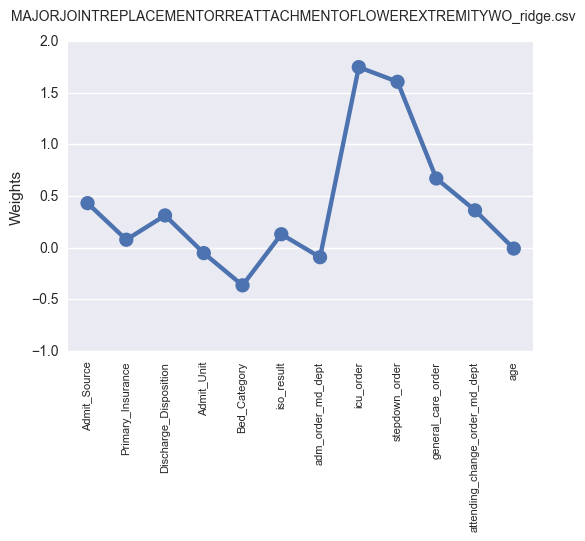 MAJORJOINTREPLACEMENTORREATTACHMENTOFLOWEREXTREMITYWO_ridge.csv
2.0
1.5
1.0
0.5
0.0
−0.5
−1.0
Weights
Admit_Source
Primary_Insurance
Discharge_Disposition
Admit_Unit
Bed_Category
iso_result
adm_order_md_dept
icu_order
stepdown_order
general_care_order
attending_change_order_md_dept
age